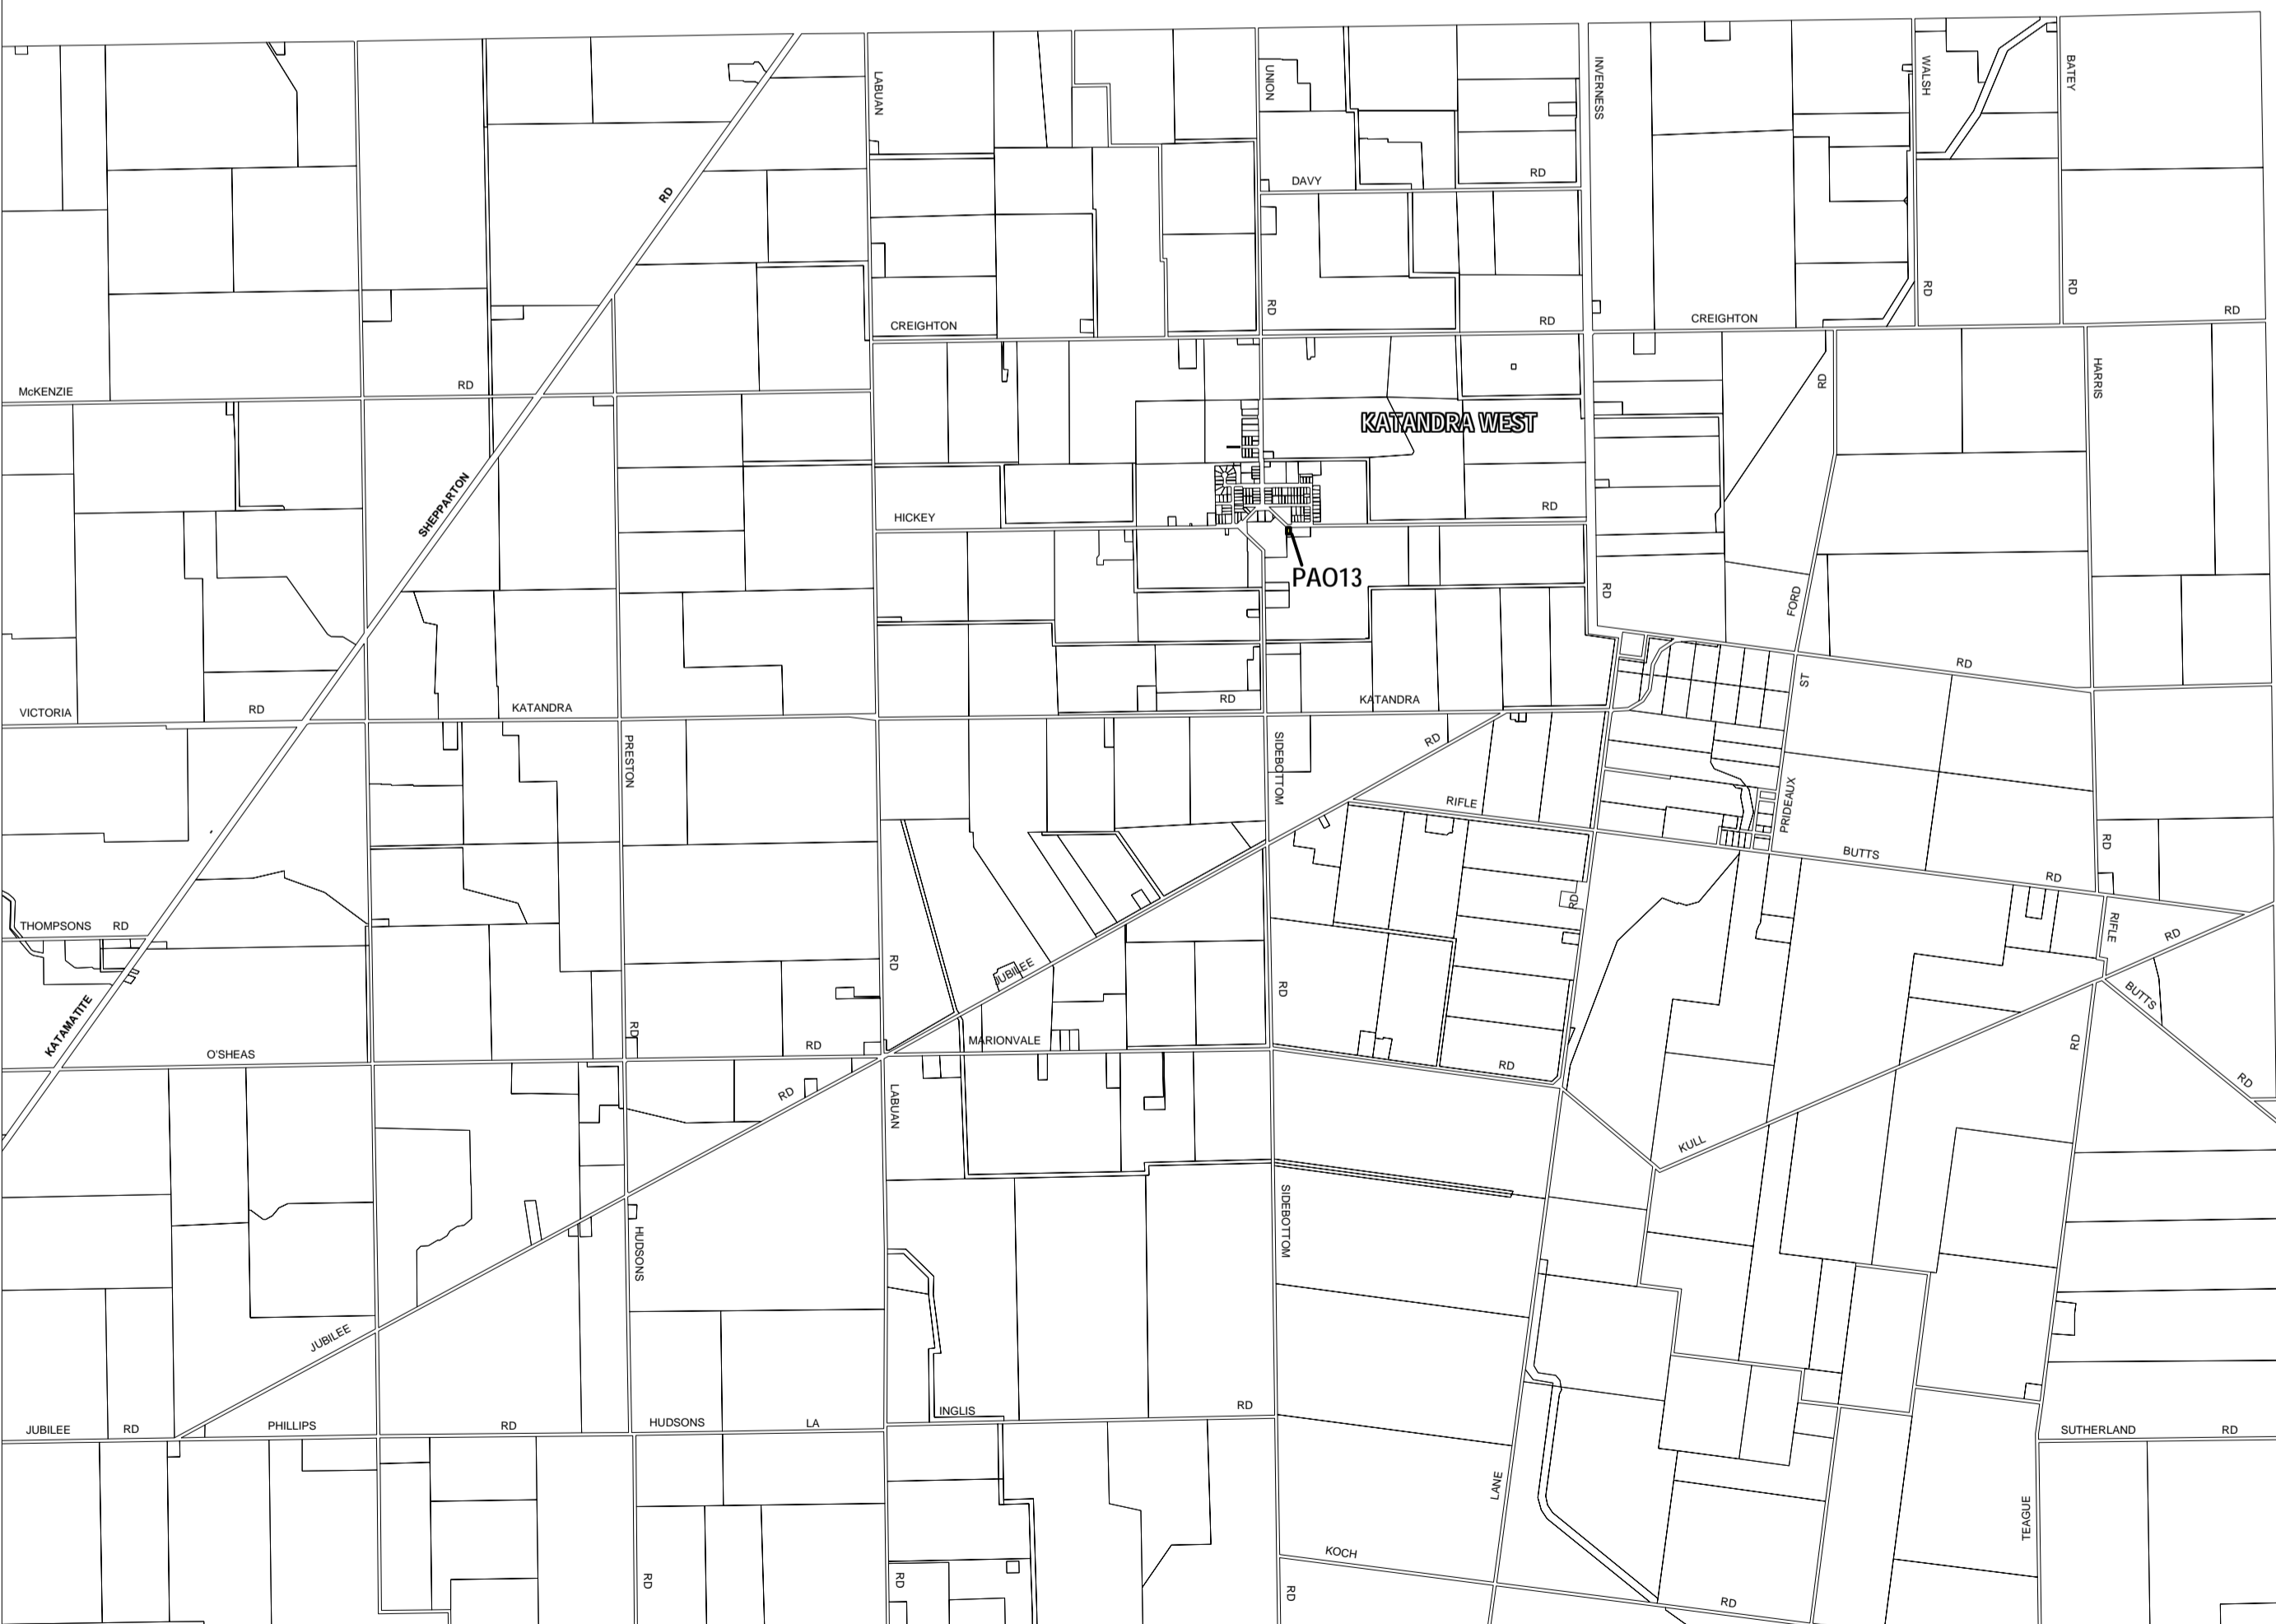 LABUAN
UNION
INVERNESS
WALSH
BATEY
RD
DAVY
RD
RD
RD
RD
CREIGHTON
RD
CREIGHTON
RD
McKENZIE
RD
RD
HARRIS
KATANDRA WEST
SHEPPARTON
HICKEY
RD
PAO13
RD
FORD
RD
VICTORIA
RD
KATANDRA
RD
KATANDRA
ST
PRESTON
SIDEBOTTOM
RD
RIFLE
PRIDEAUX
BUTTS
RD
RD
RD
THOMPSONS
RD
RIFLE
RD
KATAMATITE
RD
JUBILEE
RD
BUTTS
RD
O'SHEAS
RD
MARIONVALE
RD
RD
RD
RD
LABUAN
KULL
SIDEBOTTOM
HUDSONS
JUBILEE
JUBILEE
RD
PHILLIPS
RD
HUDSONS
LA
INGLIS
RD
SUTHERLAND
RD
LANE
TEAGUE
KOCH
RD
RD
RD
RD